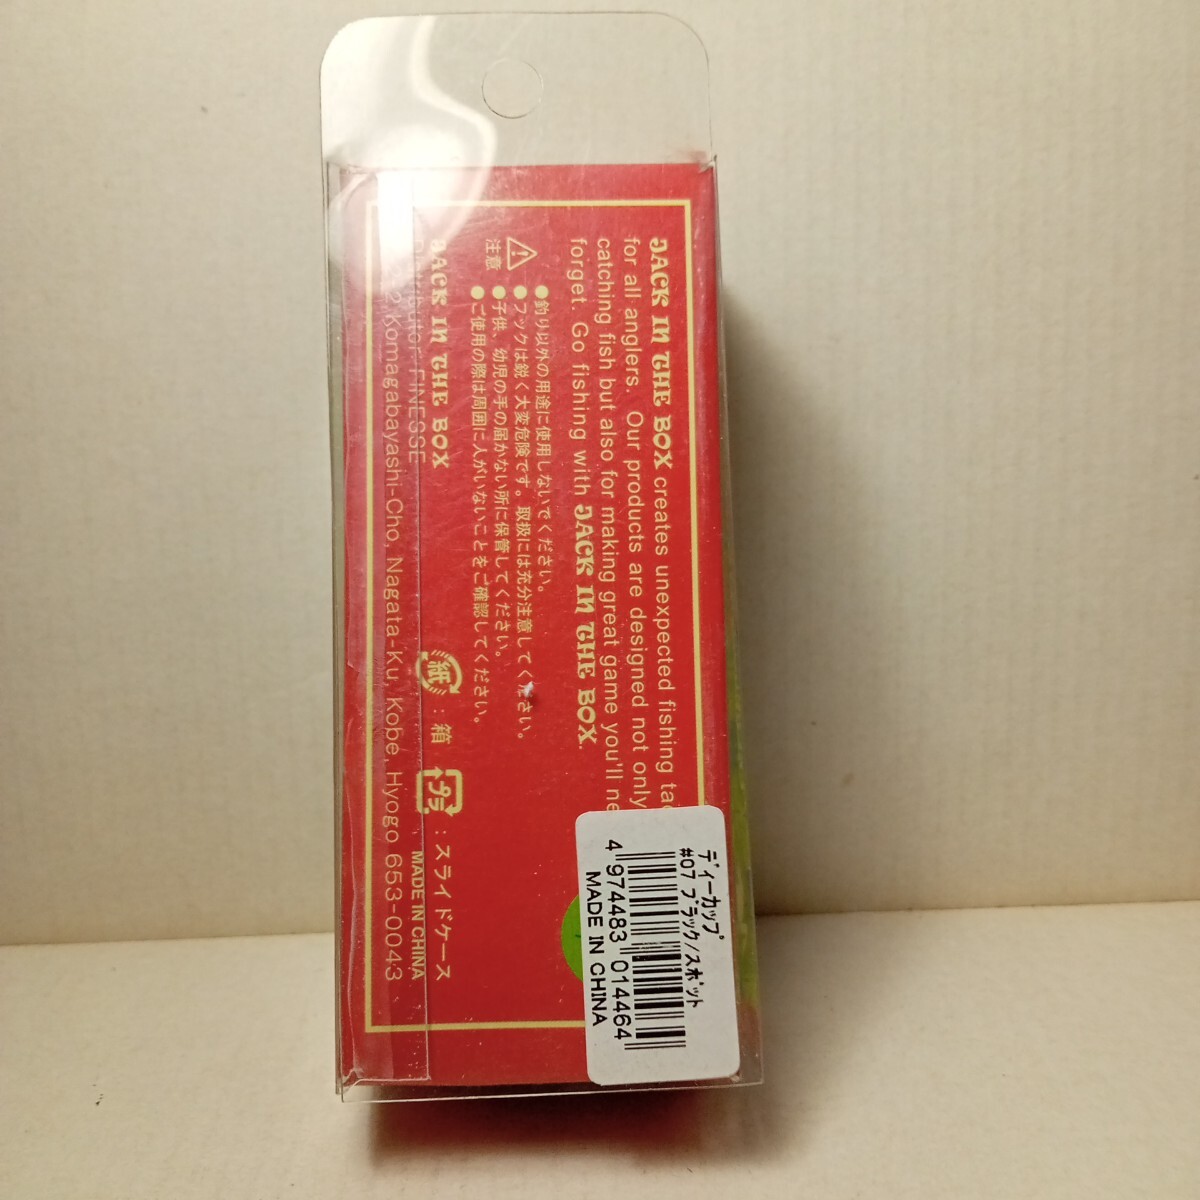 JACK IN THE BOX creates unexpected fishing
for all anglers. Our products are designed not only
catching fish but also for making great game you'll
forget. Go fishing with JACK IN THE BOX.
注意
●釣り以外の用途に使用しないでください。
●フックは鋭く大変危険です。取扱には充分注意してください。
●子供、幼児の手の届かない所に保管してください。
●ご使用の際は周囲に人がいないことをご確認してください。
JACK IN THE BOX
FINESSE
Komagabayashi-Cho, Nagata-Ku, Kobe, Hyogo 653-0043
紙 : 箱
プラ : スライドケース
MADE IN CHINA
ディーカップ
#07 ブラック/スポット
4 974483 014464
MADE IN CHINA